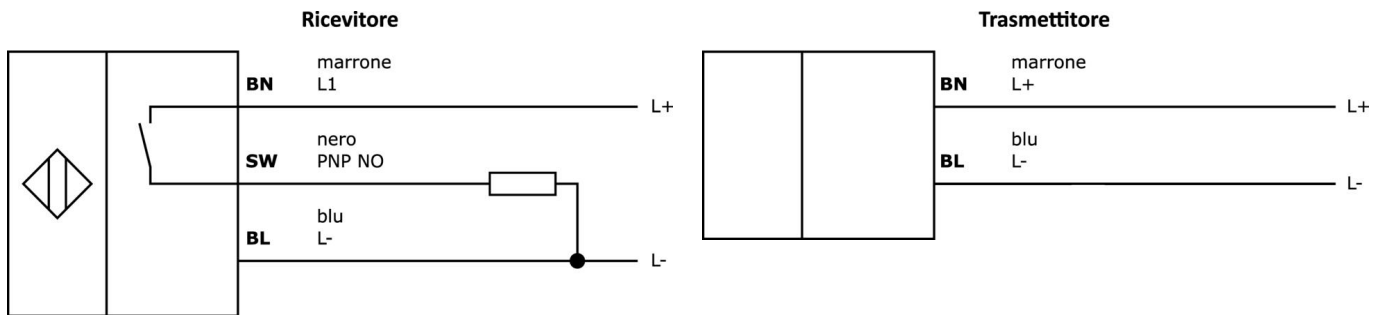 Ricevitore
marrone
BN L1
L+
nero
SW PNP NO
blu
BL L-
L-
Trasmettitore
marrone
BN L+
L+
blu
BL L-
L-